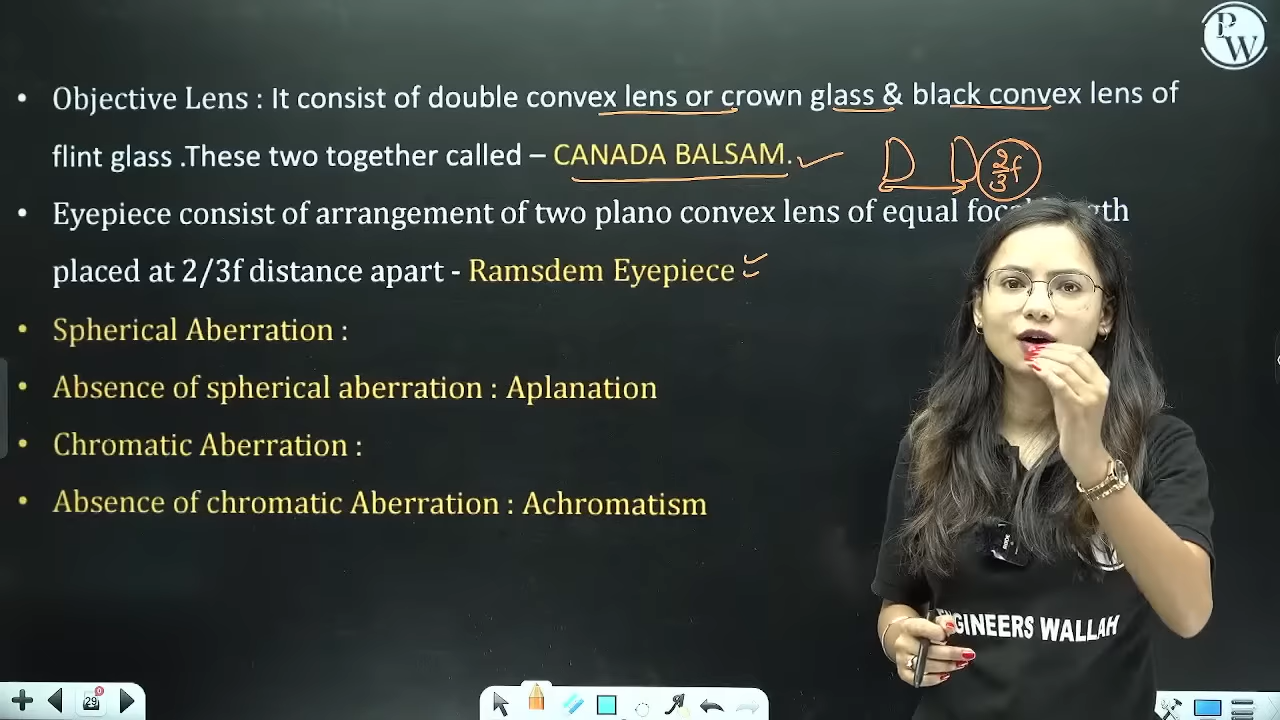 PW
• Objective Lens : It consist of double convex lens or crown glass & black convex lens of
flint glass .These two together called – CANADA BALSAM.
2/3 f
• Eyepiece consist of arrangement of two plano convex lens of equal focal length
placed at 2/3f distance apart - Ramsdem Eyepiece
• Spherical Aberration :
• Absence of spherical aberration : Aplanation
• Chromatic Aberration :
• Absence of chromatic Aberration : Achromatism
ENGINEERS WALLAH
29
0